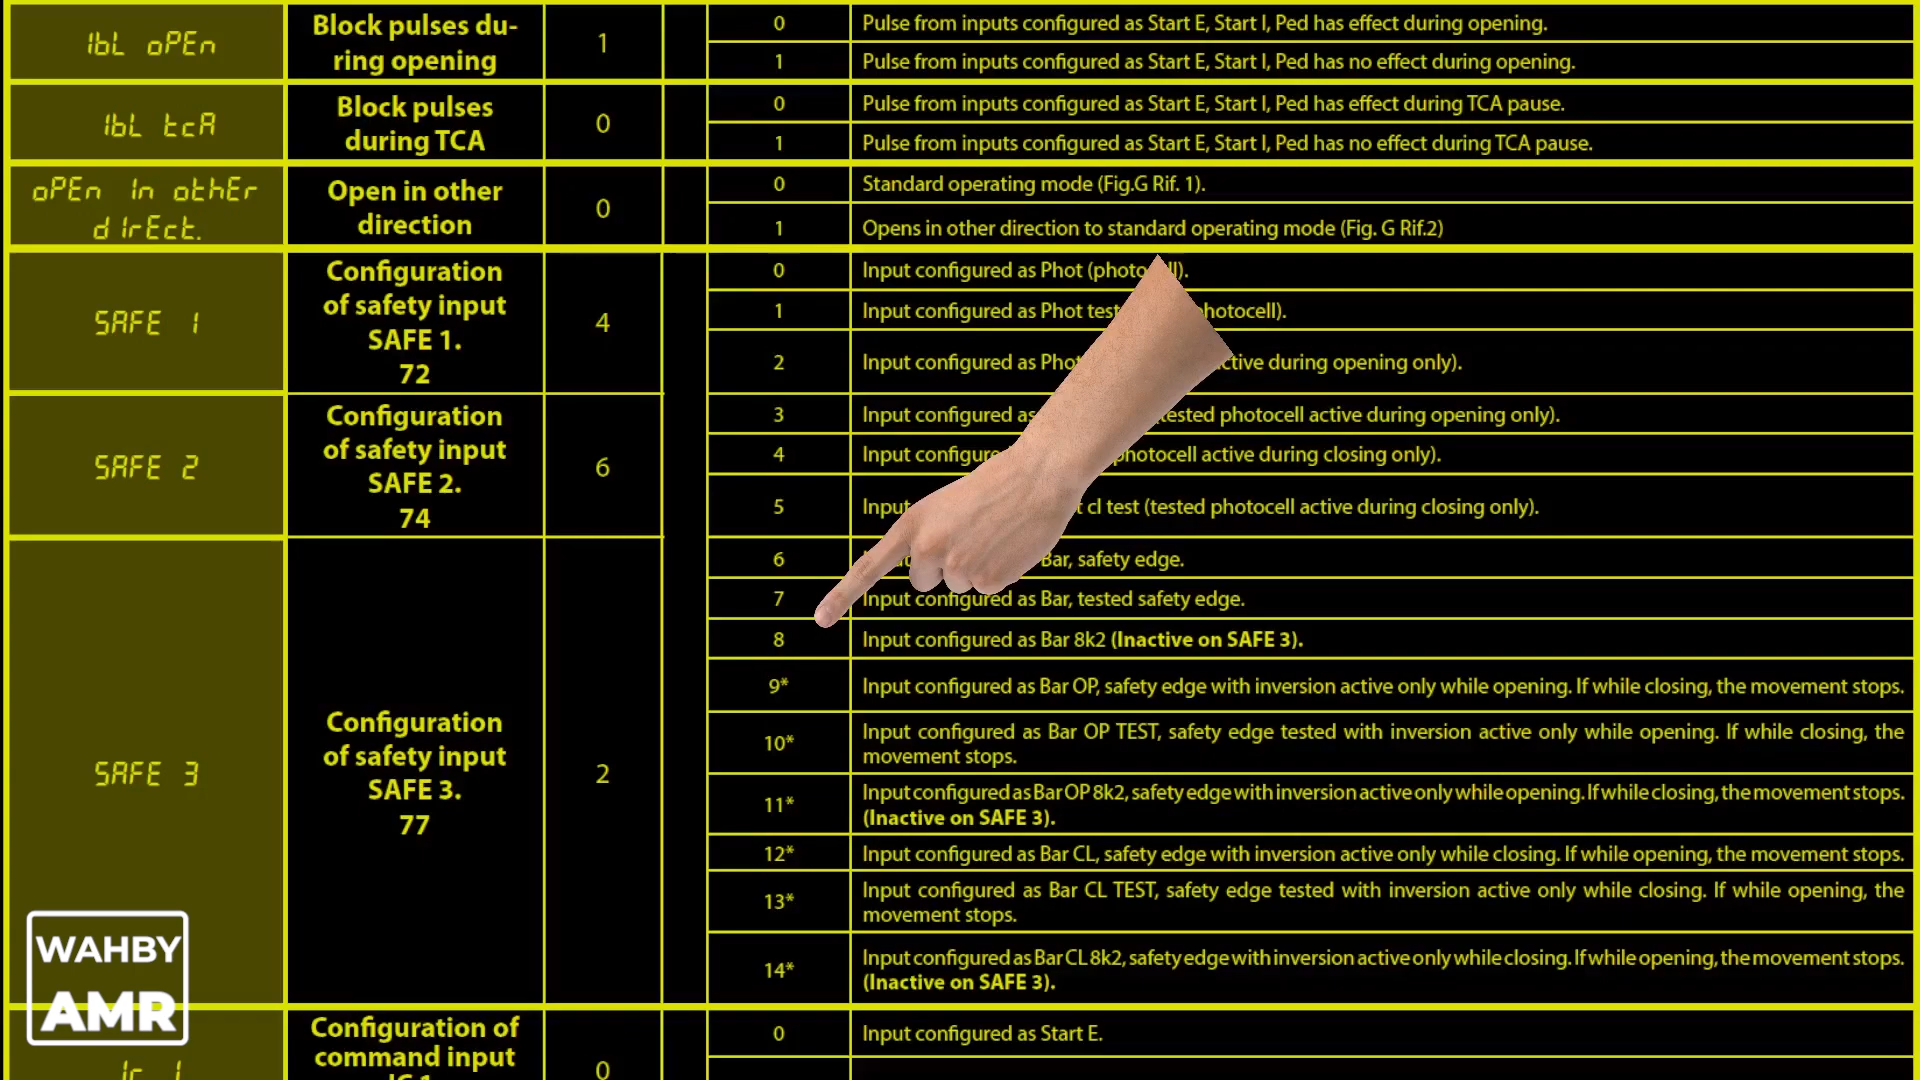 IbL oPEn
Block pulses du-
ring opening
1
0
Pulse from inputs configured as Start E, Start I, Ped has effect during opening.
1
Pulse from inputs configured as Start E, Start I, Ped has no effect during opening.
IbL tcA
Block pulses
during TCA
0
0
Pulse from inputs configured as Start E, Start I, Ped has effect during TCA pause.
1
Pulse from inputs configured as Start E, Start I, Ped has no effect during TCA pause.
oPEn In othEr
dIrEct.
Open in other
direction
0
0
Standard operating mode (Fig.G Rif. 1).
1
Opens in other direction to standard operating mode (Fig. G Rif.2)
SAFE 1
Configuration
of safety input
SAFE 1.
72
4
SAFE 2
Configuration
of safety input
SAFE 2.
74
6
SAFE 3
Configuration
of safety input
SAFE 3.
77
2
0
Input configured as Phot
1
Input configured as Phot
2
Input configured as during opening only).
3
Input configured as photocell active during opening only).
4
Input active during closing only).
5
cl test (tested photocell active during closing only).
6
Bar, safety edge.
7
Input configured as Bar, tested safety edge.
8
Input configured as Bar 8k2 (Inactive on SAFE 3).
9*
Input configured as Bar OP, safety edge with inversion active only while opening. If while closing, the movement stops.
10*
Input configured as Bar OP TEST, safety edge tested with inversion active only while opening. If while closing, the
movement stops.
11*
Input configured as Bar OP 8k2, safety edge with inversion active only while opening. If while closing, the movement stops.
(Inactive on SAFE 3).
12*
Input configured as Bar CL, safety edge with inversion active only while closing. If while opening, the movement stops.
13*
Input configured as Bar CL TEST, safety edge tested with inversion active only while closing. If while opening, the
movement stops.
14*
Input configured as Bar CL 8k2, safety edge with inversion active only while closing. If while opening, the movement stops.
(Inactive on SAFE 3).
Configuration of
command input
0
0
Input configured as Start E.
WAHBY
AMR